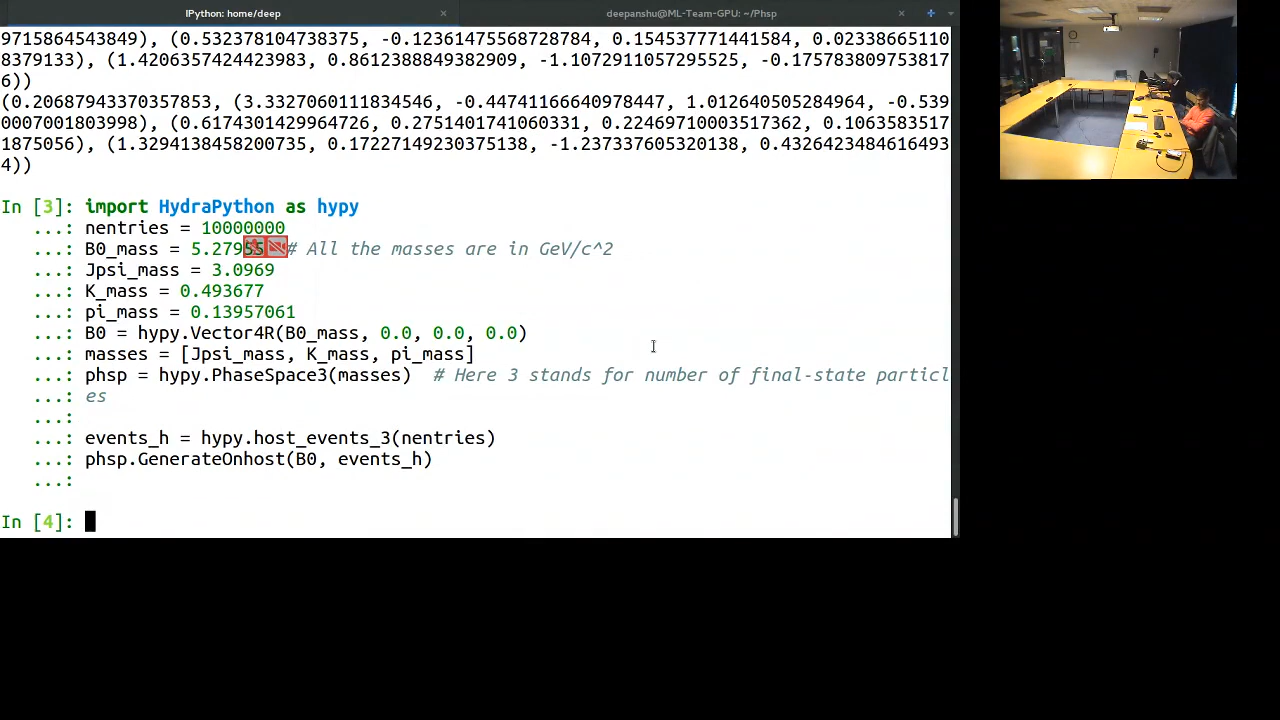 IPython: home/deep
deepanshu@ML-Team-GPU: ~/Phsp
9715864543849), (0.532378104738375, -0.12361475568728784, 0.154537771441584, 0.0233866510
8379133), (1.4206357424423983, 0.8612388849382909, -1.1072911057295525, -0.17578380975381​7
6))
(0.20687943370357853, (3.3327060111834546, -0.44741166640978447, 1.012640505284964, -0.539
0007001803998), (0.6174301429964726, 0.2751401741060331, 0.22469710003517362, 0.1063583517
1875056), (1.3294138458200735, 0.17227149230375138, -1.237337605320138, 0.4326423484616493
4))
In [3]: import HydraPython as hypy
...: nentries = 10000000
...: B0_mass = 5.27955 # All the masses are in GeV/c^2
...: Jpsi_mass = 3.0969
...: K_mass = 0.493677
...: pi_mass = 0.13957061
...: B0 = hypy.Vector4R(B0_mass, 0.0, 0.0, 0.0)
...: masses = [Jpsi_mass, K_mass, pi_mass]
...: phsp = hypy.PhaseSpace3(masses)  # Here 3 stands for number of final-state particl
...: es
...:
...: events_h = hypy.host_events_3(nentries)
...: phsp.GenerateOnhost(B0, events_h)
...:
In [4]: